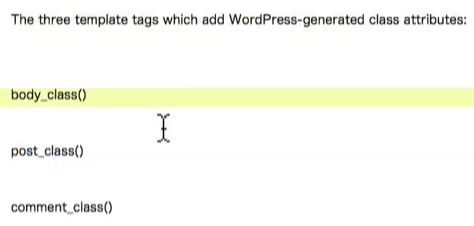 The three template tags which add WordPress-generated class attributes:
body_class()
post_class()
comment_class()